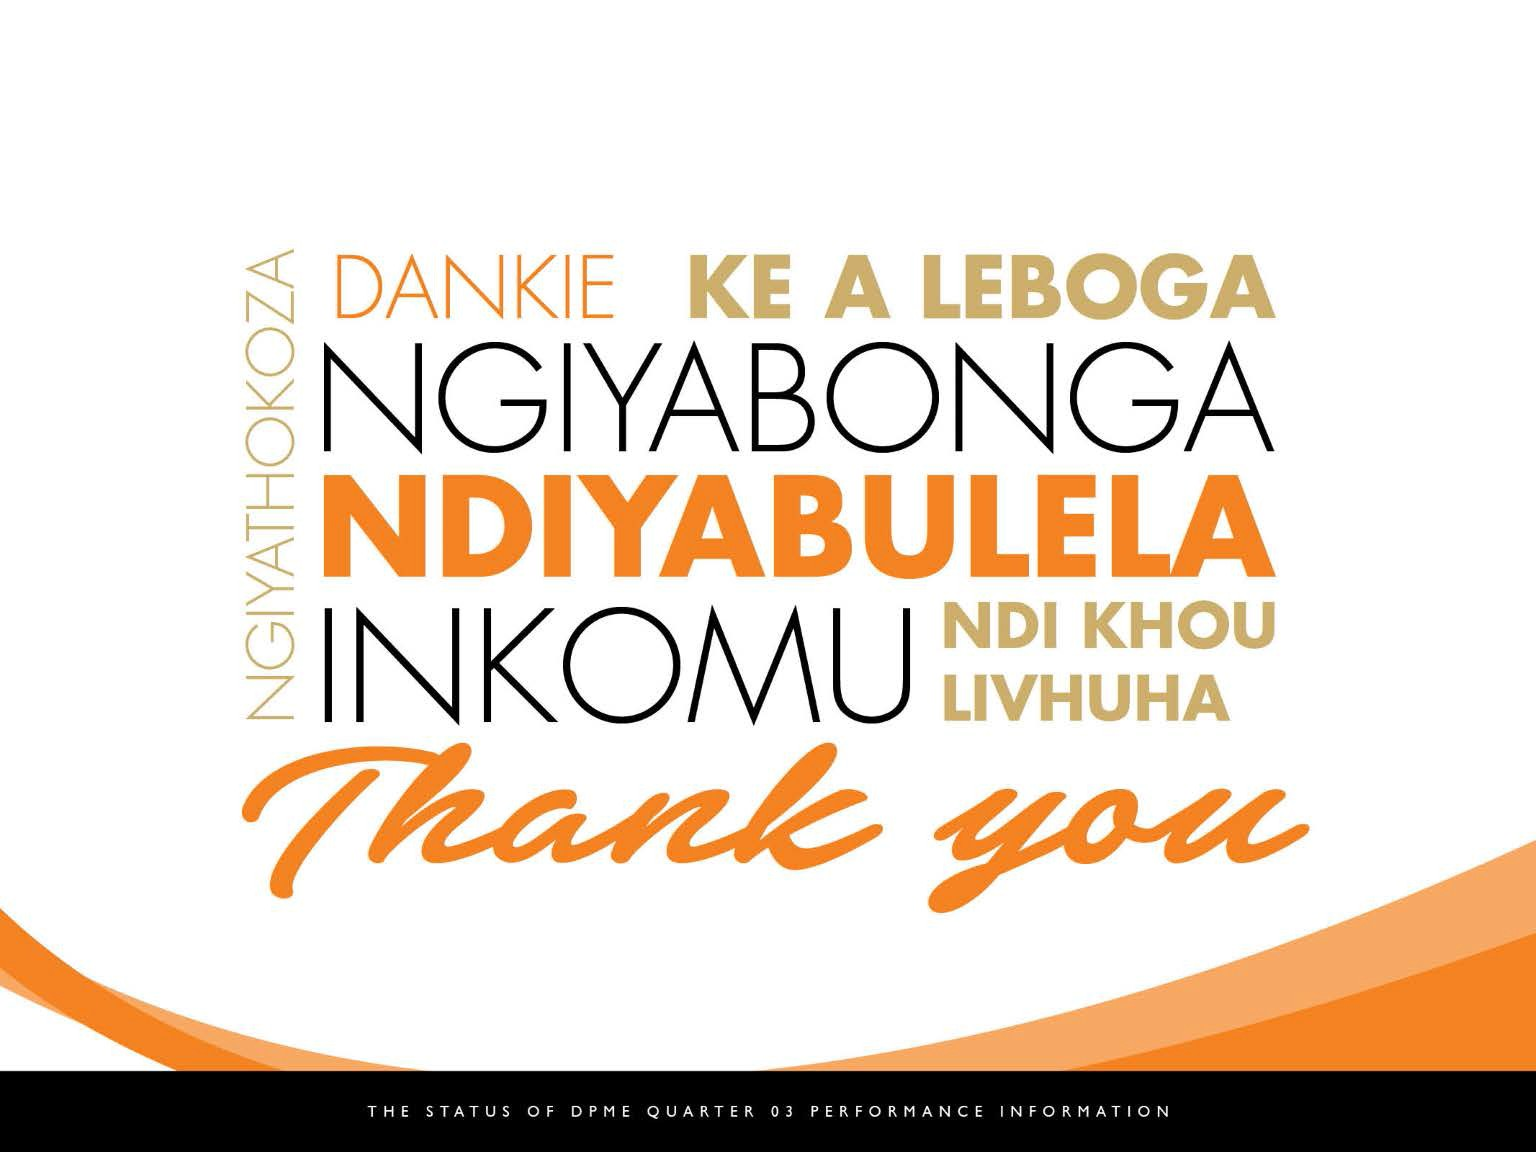 NGIYATHOKOZA
DANKIE KE A LEBOGA
NGIYABONGA
NDIYABULELA
INKOMU
NDI KHOU
LIVHUHA
Thank you
THE STATUS OF DPME QUARTER 03 PERFORMANCE INFORMATION